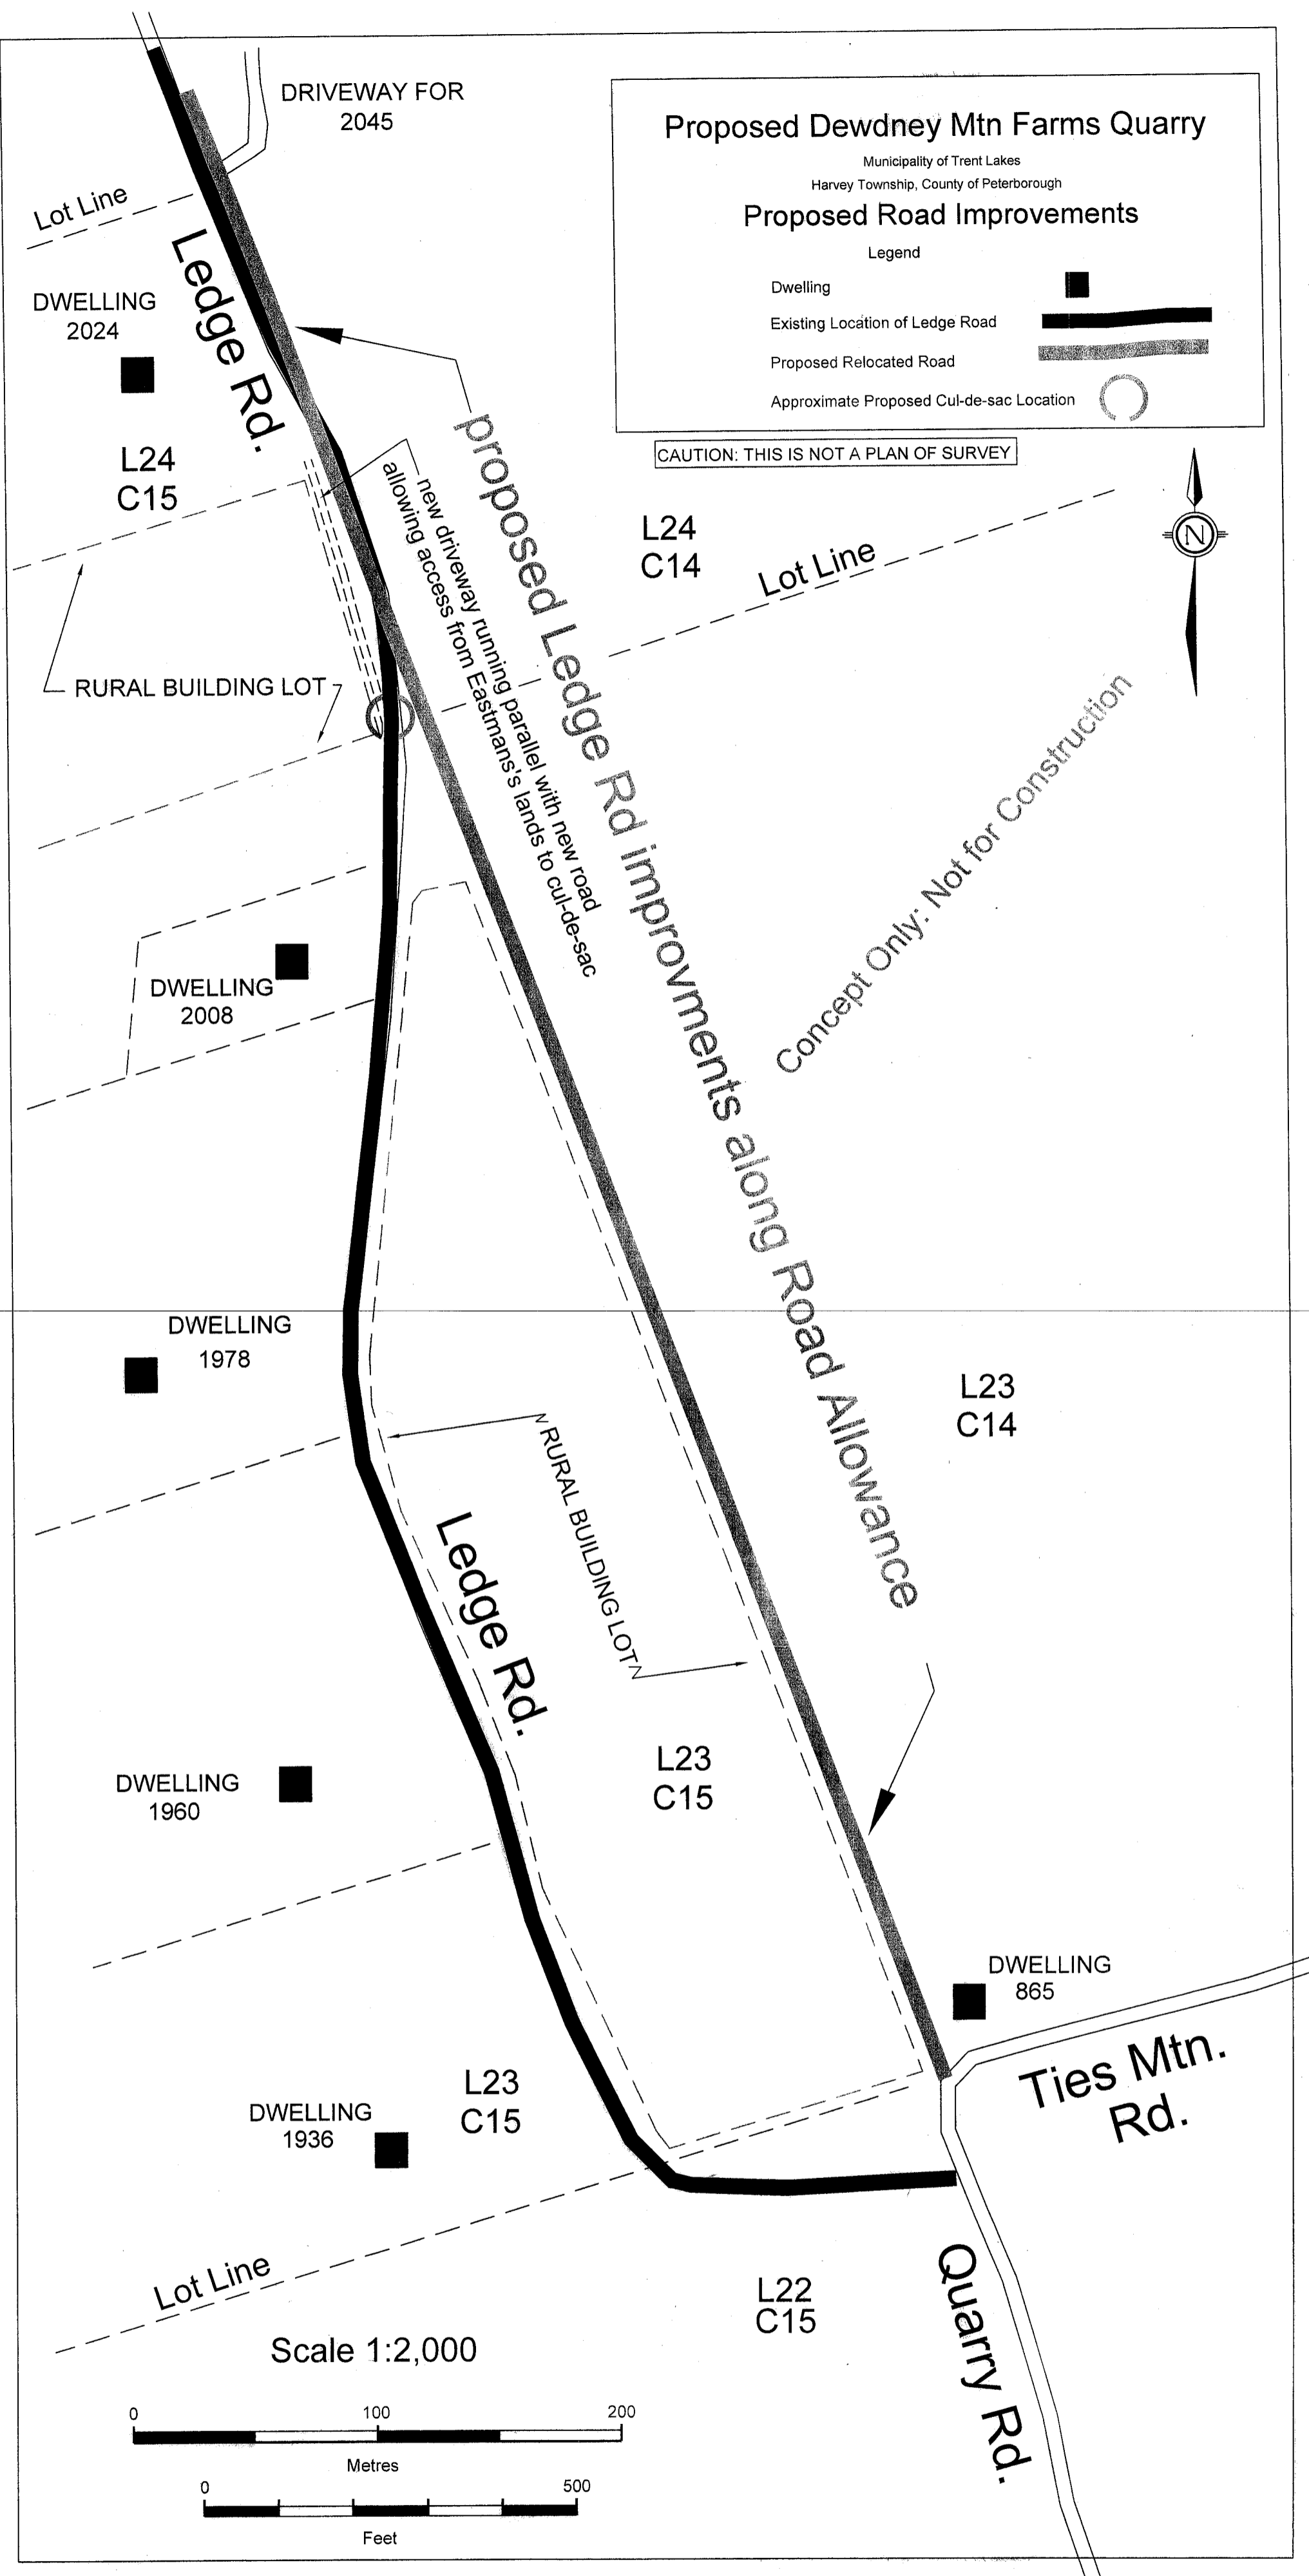 DRIVEWAY FOR
2045
Proposed Dewdney Mtn Farms Quarry
Municipality of Trent Lakes
Harvey Township, County of Peterborough
Proposed Road Improvements
Legend
Dwelling
Existing Location of Ledge Road
Proposed Relocated Road
Approximate Proposed Cul-de-sac Location
CAUTION: THIS IS NOT A PLAN OF SURVEY
Lot Line
Ledge Rd.
DWELLING
2024
L24
C15
L24
C14
Lot Line
N
new driveway running parallel with new road
allowing access from Eastmans's lands to cul-de-sac
proposed Ledge Rd improvments along Road Allowance
RURAL BUILDING LOT
Concept Only: Not for Construction
DWELLING
2008
DWELLING
1978
L23
C14
RURAL BUILDING LOT
Ledge Rd.
L23
C15
DWELLING
1960
DWELLING
865
Ties Mtn.
Rd.
L23
C15
DWELLING
1936
Lot Line
L22
C15
Quarry Rd.
Scale 1:2,000
0 100 200
Metres
0 500
Feet